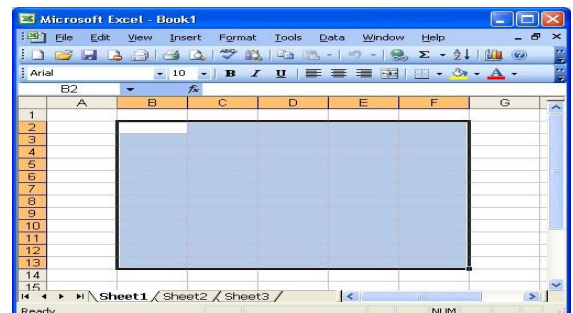 Microsoft Excel - Book1
File Edit View Insert Format Tools Data Window Help
Arial 10 B I U A
B2 fx
A B C D E F G
1
2
3
4
5
6
7
8
9
10
11
12
13
14
15
Sheet1 Sheet2 Sheet3
Ready NUM